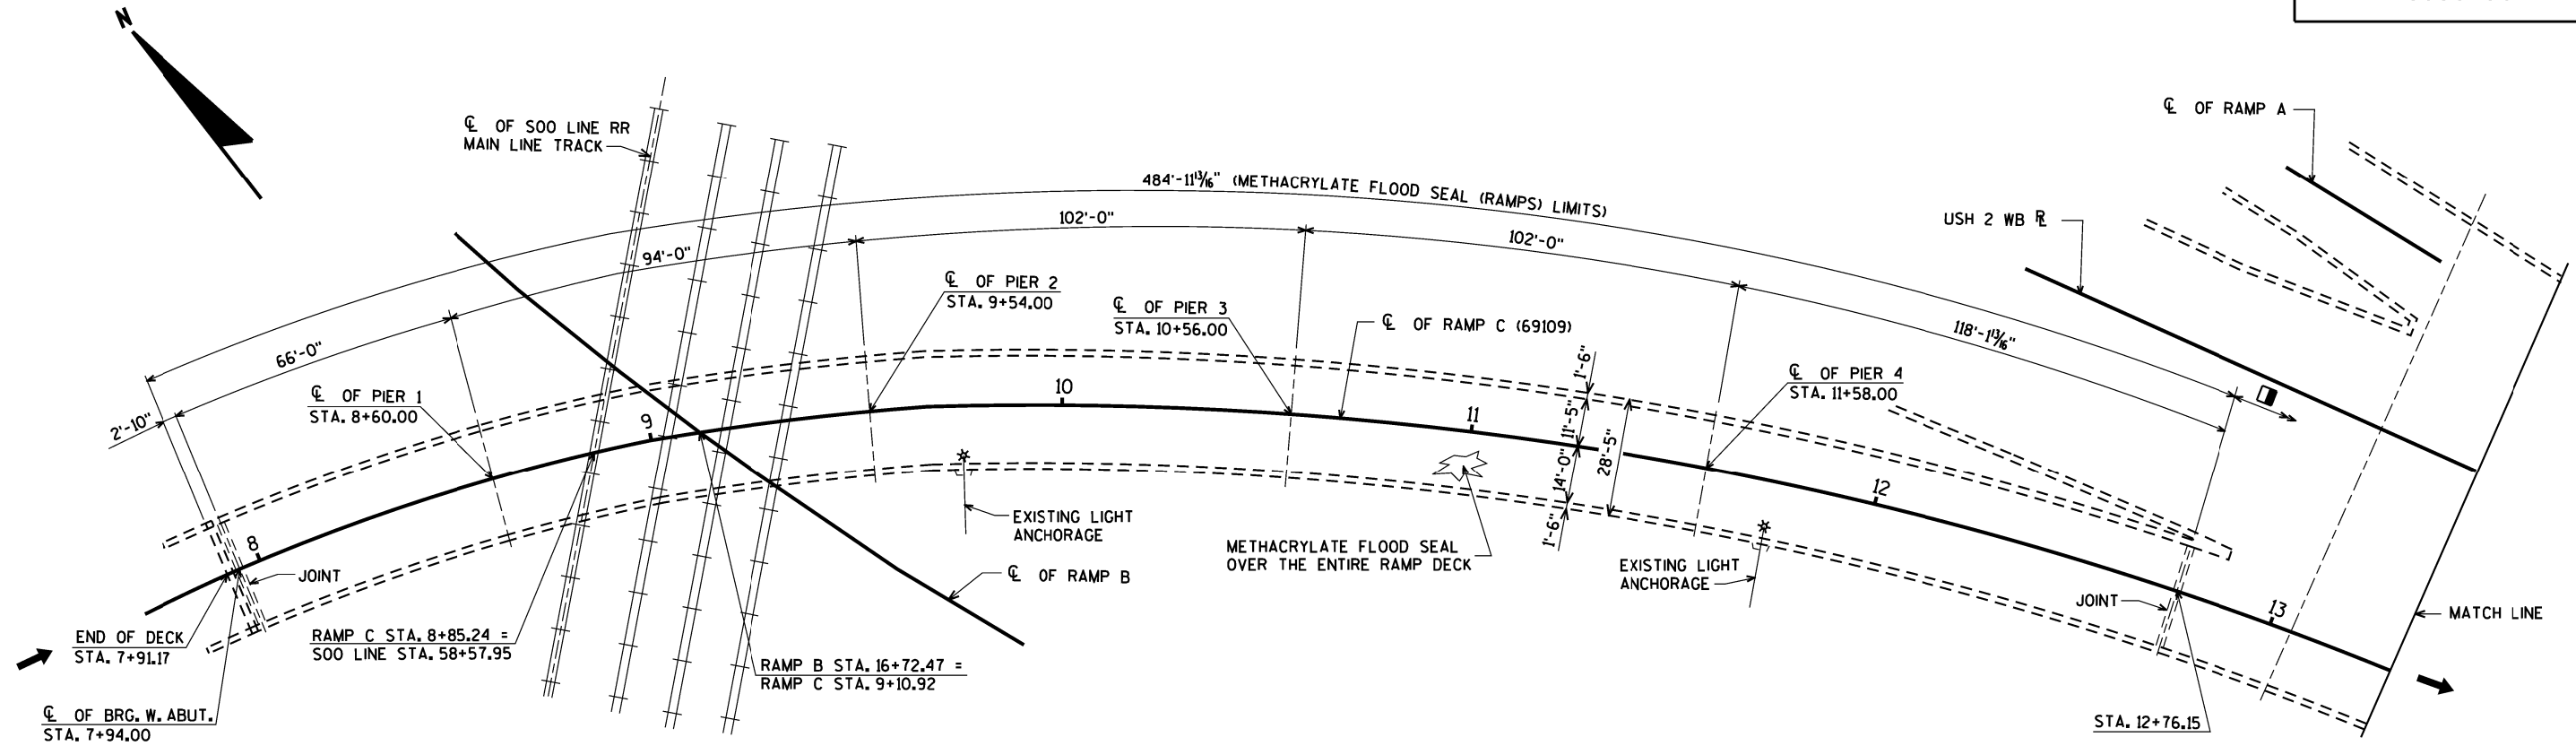 N
℄ OF SOO LINE RR
MAIN LINE TRACK
484'-11 13/16" (METHACRYLATE FLOOD SEAL (RAMPS) LIMITS)
℄ OF RAMP A
USH 2 WB R̲L
102'-0"
102'-0"
94'-0"
66'-0"
2'-10"
118'-1 13/16"
℄ OF PIER 1
STA. 8+60.00
℄ OF PIER 2
STA. 9+54.00
℄ OF PIER 3
STA. 10+56.00
℄ OF RAMP C (69109)
℄ OF PIER 4
STA. 11+58.00
1'-6"
11'-5"
14'-0"
1'-6"
28'-5"
8
9
10
11
12
13
JOINT
EXISTING LIGHT
ANCHORAGE
℄ OF RAMP B
METHACRYLATE FLOOD SEAL
OVER THE ENTIRE RAMP DECK
EXISTING LIGHT
ANCHORAGE
JOINT
MATCH LINE
END OF DECK
STA. 7+91.17
RAMP C STA. 8+85.24 =
SOO LINE STA. 58+57.95
RAMP B STA. 16+72.47 =
RAMP C STA. 9+10.92
℄ OF BRG. W. ABUT.
STA. 7+94.00
STA. 12+76.15